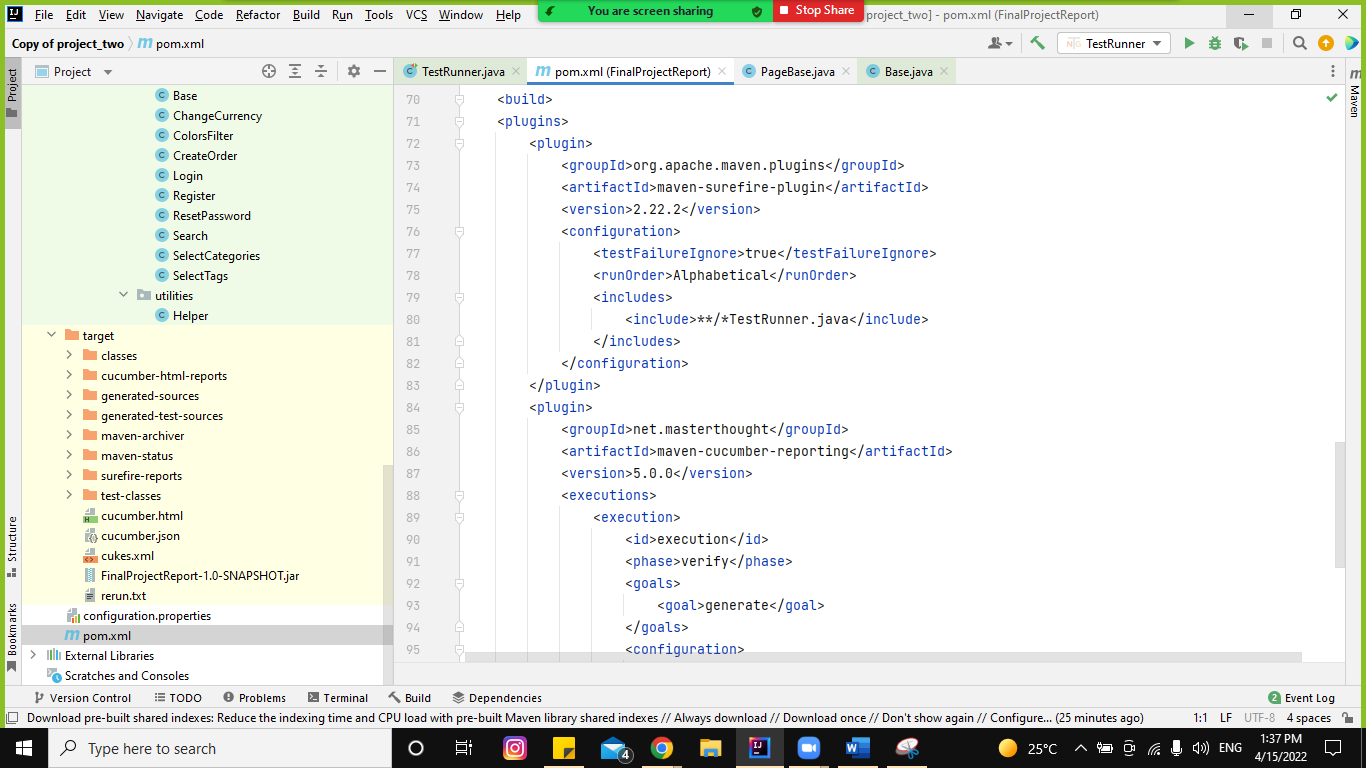 File Edit View Navigate Code Refactor Build Run Tools VCS Window Help
You are screen sharing
Stop Share
project_two] - pom.xml (FinalProjectReport)
Copy of project_two
m pom.xml
TestRunner
Project
TestRunner.java
pom.xml (FinalProjectReport)
PageBase.java
Base.java
Project
Structure
Bookmarks
Maven
Base
ChangeCurrency
ColorsFilter
CreateOrder
Login
Register
ResetPassword
Search
SelectCategories
SelectTags
utilities
Helper
target
classes
cucumber-html-reports
generated-sources
generated-test-sources
maven-archiver
maven-status
surefire-reports
test-classes
cucumber.html
cucumber.json
cukes.xml
FinalProjectReport-1.0-SNAPSHOT.jar
rerun.txt
configuration.properties
pom.xml
External Libraries
Scratches and Consoles
70 <build>
71 <plugins>
72 <plugin>
73 <groupId>org.apache.maven.plugins</groupId>
74 <artifactId>maven-surefire-plugin</artifactId>
75 <version>2.22.2</version>
76 <configuration>
77 <testFailureIgnore>true</testFailureIgnore>
78 <runOrder>Alphabetical</runOrder>
79 <includes>
80 <include>**/*TestRunner.java</include>
81 </includes>
82 </configuration>
83 </plugin>
84 <plugin>
85 <groupId>net.masterthought</groupId>
86 <artifactId>maven-cucumber-reporting</artifactId>
87 <version>5.0.0</version>
88 <executions>
89 <execution>
90 <id>execution</id>
91 <phase>verify</phase>
92 <goals>
93 <goal>generate</goal>
94 </goals>
95 <configuration>
Version Control TODO Problems Terminal Build Dependencies
2 Event Log
Download pre-built shared indexes: Reduce the indexing time and CPU load with pre-built Maven library shared indexes // Always download // Download once // Don't show again // Configure... (25 minutes ago)
1:1 LF UTF-8 4 spaces
Type here to search
4
25°C
ENG
1:37 PM
4/15/2022